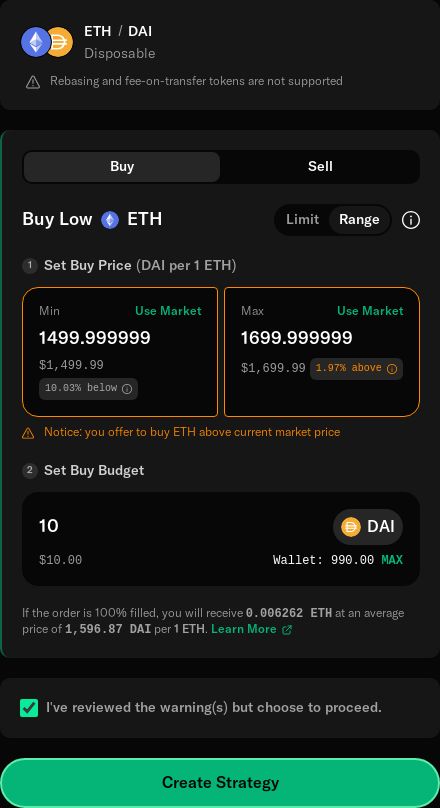 ETH / DAI
Disposable
Rebasing and fee-on-transfer tokens are not supported
Buy Sell
Buy Low ETH Limit Range
1 Set Buy Price (DAI per 1 ETH)
Min Use Market Max Use Market
1499.999999 1699.999999
$1,499.99 $1,699.99 1.97% above
10.03% below
Notice: you offer to buy ETH above current market price
2 Set Buy Budget
10 DAI
$10.00 Wallet: 990.00 MAX
If the order is 100% filled, you will receive 0.006262 ETH at an average
price of 1,596.87 DAI per 1 ETH. Learn More
I've reviewed the warning(s) but choose to proceed.
Create Strategy